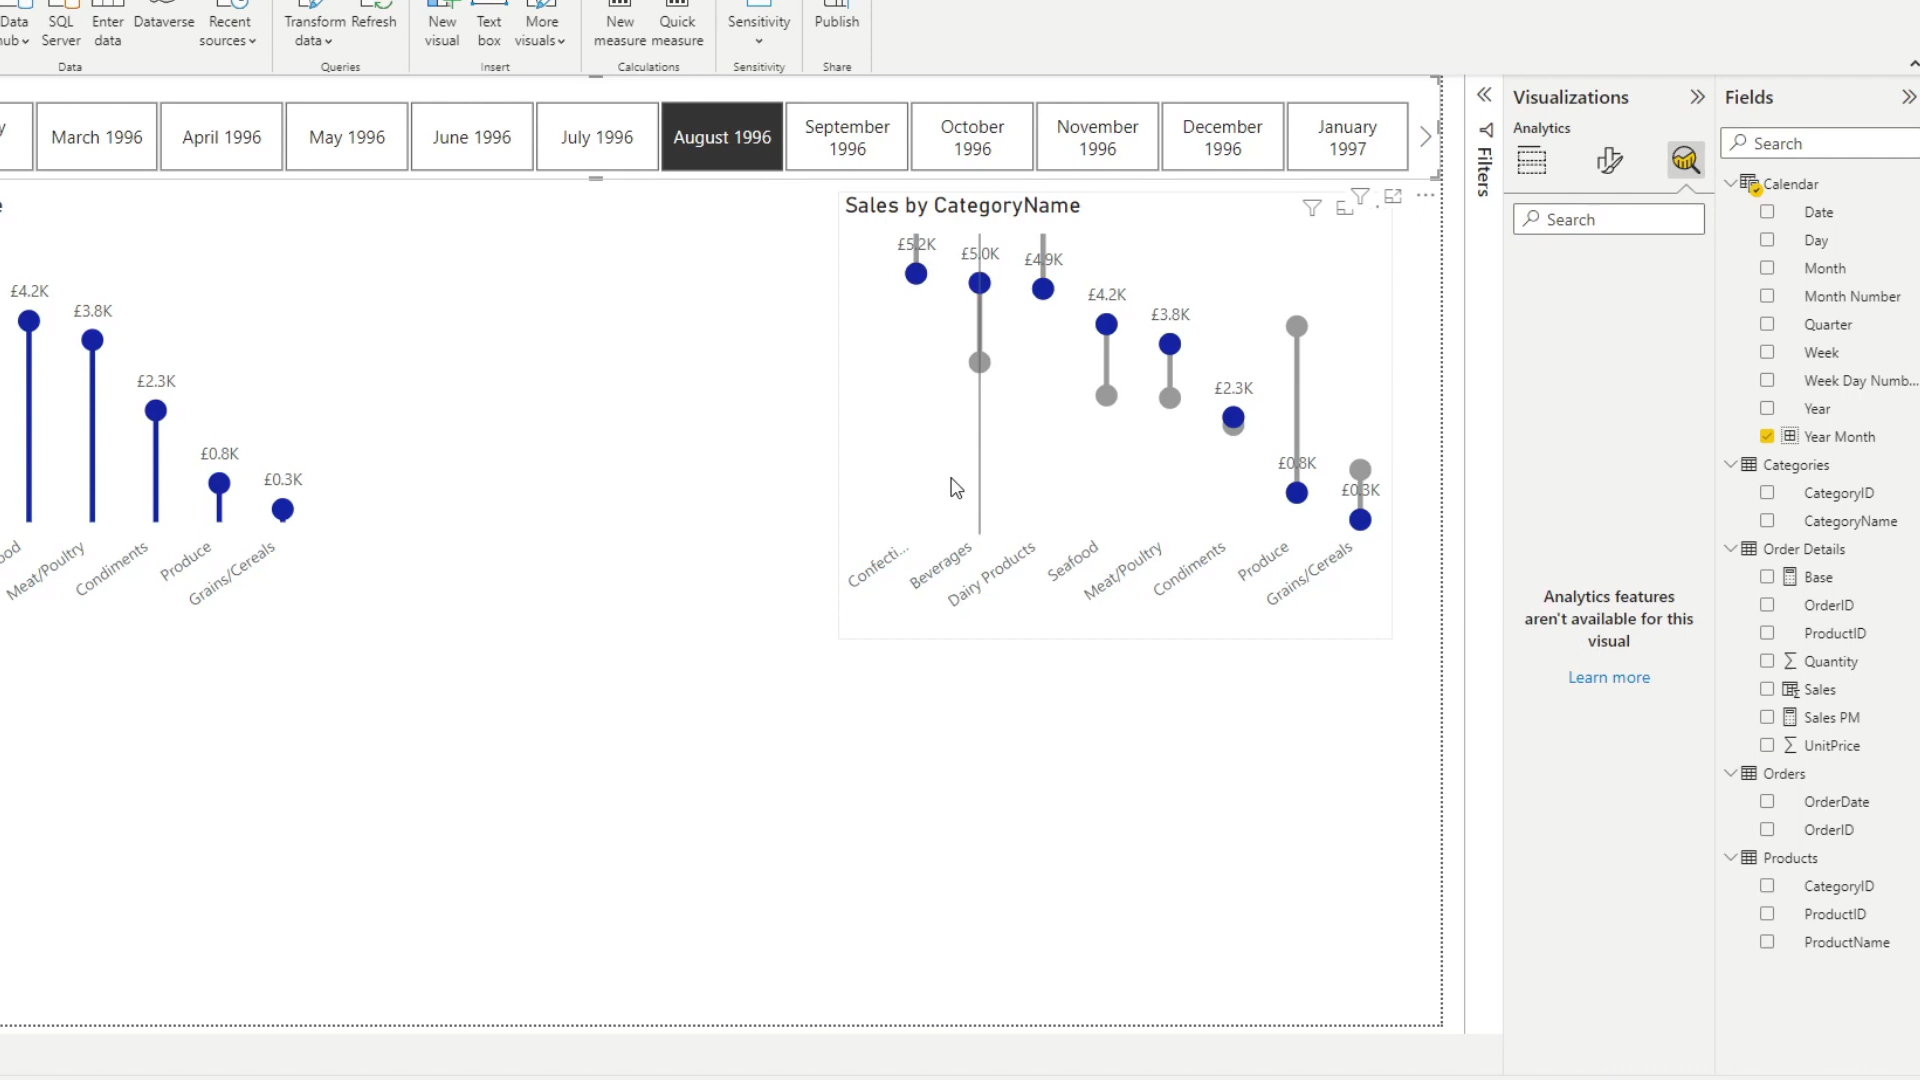 Data Enter Dataverse Recent Transform Refresh New Text More New Quick Sensitivity Publish
hub SQL Server data sources data visual box visuals measure measure
Data Queries Insert Calculations Sensitivity Share
y March 1996 April 1996 May 1996 June 1996 July 1996 August 1996 September 1996 October 1996 November 1996 December 1996 January 1997
Filters
e
£4.2K
£3.8K
£2.3K
£0.8K
£0.3K
ood Meat/Poultry Condiments Produce Grains/Cereals
Sales by CategoryName
£5.2K
£5.0K
£4.9K
£4.2K
£3.8K
£2.3K
£0.8K
£0.3K
Confecti... Beverages Dairy Products Seafood Meat/Poultry Condiments Produce Grains/Cereals
Visualizations
Analytics
Search
Analytics features
aren't available for this
visual
Learn more
Fields
Search
Calendar
Date
Day
Month
Month Number
Quarter
Week
Week Day Numb...
Year
Year Month
Categories
CategoryID
CategoryName
Order Details
Base
OrderID
ProductID
Quantity
Sales
Sales PM
UnitPrice
Orders
OrderDate
OrderID
Products
CategoryID
ProductID
ProductName